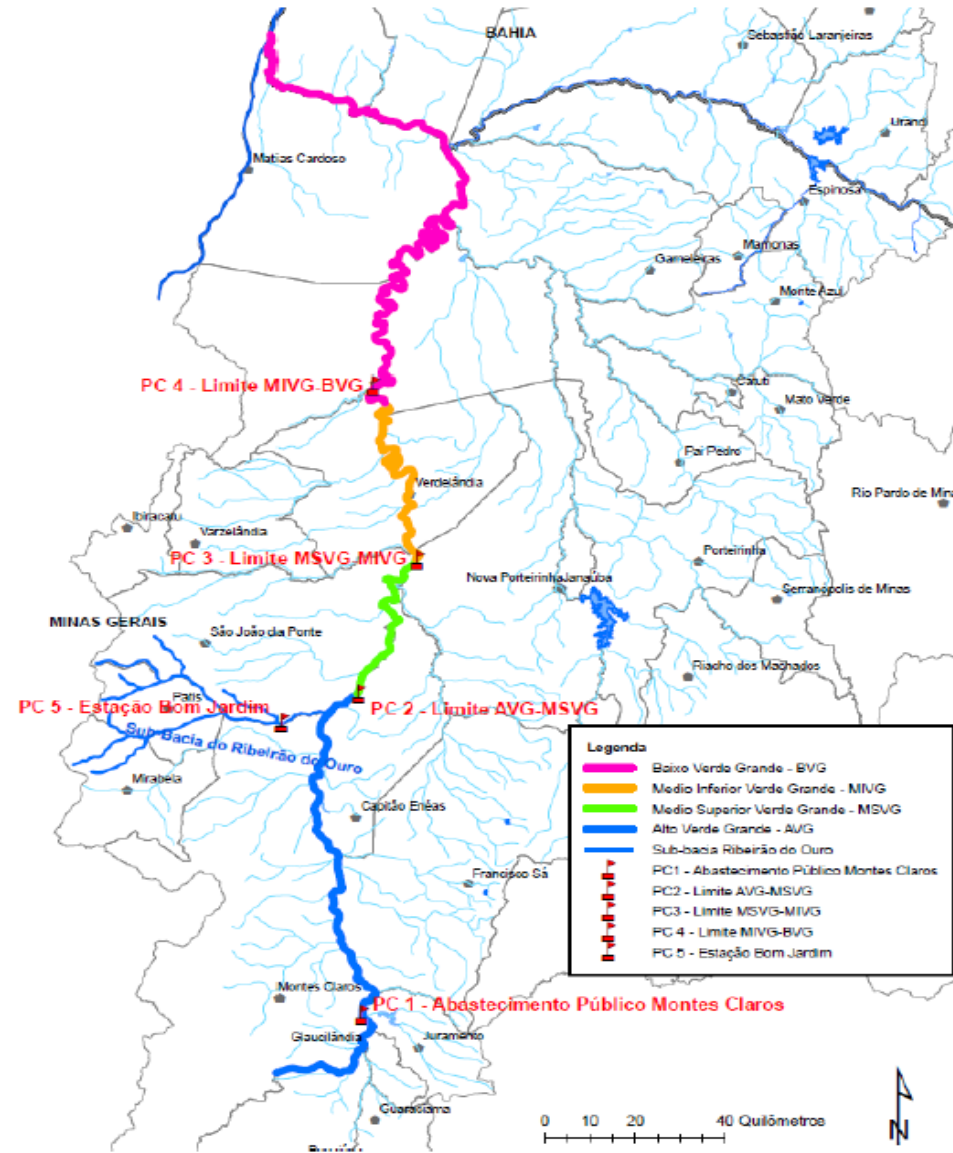 BAHIA
Sebastião Laranjeiras
Urandi
Matias Cardoso
Espinosa
Mamonas
Gameleiras
Monte Azul
PC 4 - Limite MIVG-BVG
Catuti
Mato Verde
Pai Pedro
Verdelândia
Rio Pardo de Mina
Ibiracatu
Varzelândia
PC 3 - Limite MSVG-MIVG
Porteirinha
Nova Porteirinha
Janaúba
Serranópolis de Minas
MINAS GERAIS
São João da Ponte
Riacho dos Machados
Patis
PC 5 - Estação Bom Jardim
PC 2 - Limite AVG-MSVG
Sub-Bacia do Ribeirão do Ouro
Mirabela
Capitão Enéas
Francisco Sá
Legenda
Baixo Verde Grande - BVG
Medio Inferior Verde Grande - MIVG
Medio Superior Verde Grande - MSVG
Alto Verde Grande - AVG
Sub-bacia Ribeirão do Ouro
PC1 - Abastecimento Público Montes Claros
PC2 - Limite AVG-MSVG
PC3 - Limite MSVG-MIVG
PC 4 - Limite MIVG-BVG
PC 5 - Estação Bom Jardim
Montes Claros
PC 1 - Abastecimento Público Montes Claros
Glaucilândia
Juramento
Guaraciama
0 10 20 40 Quilômetros
N